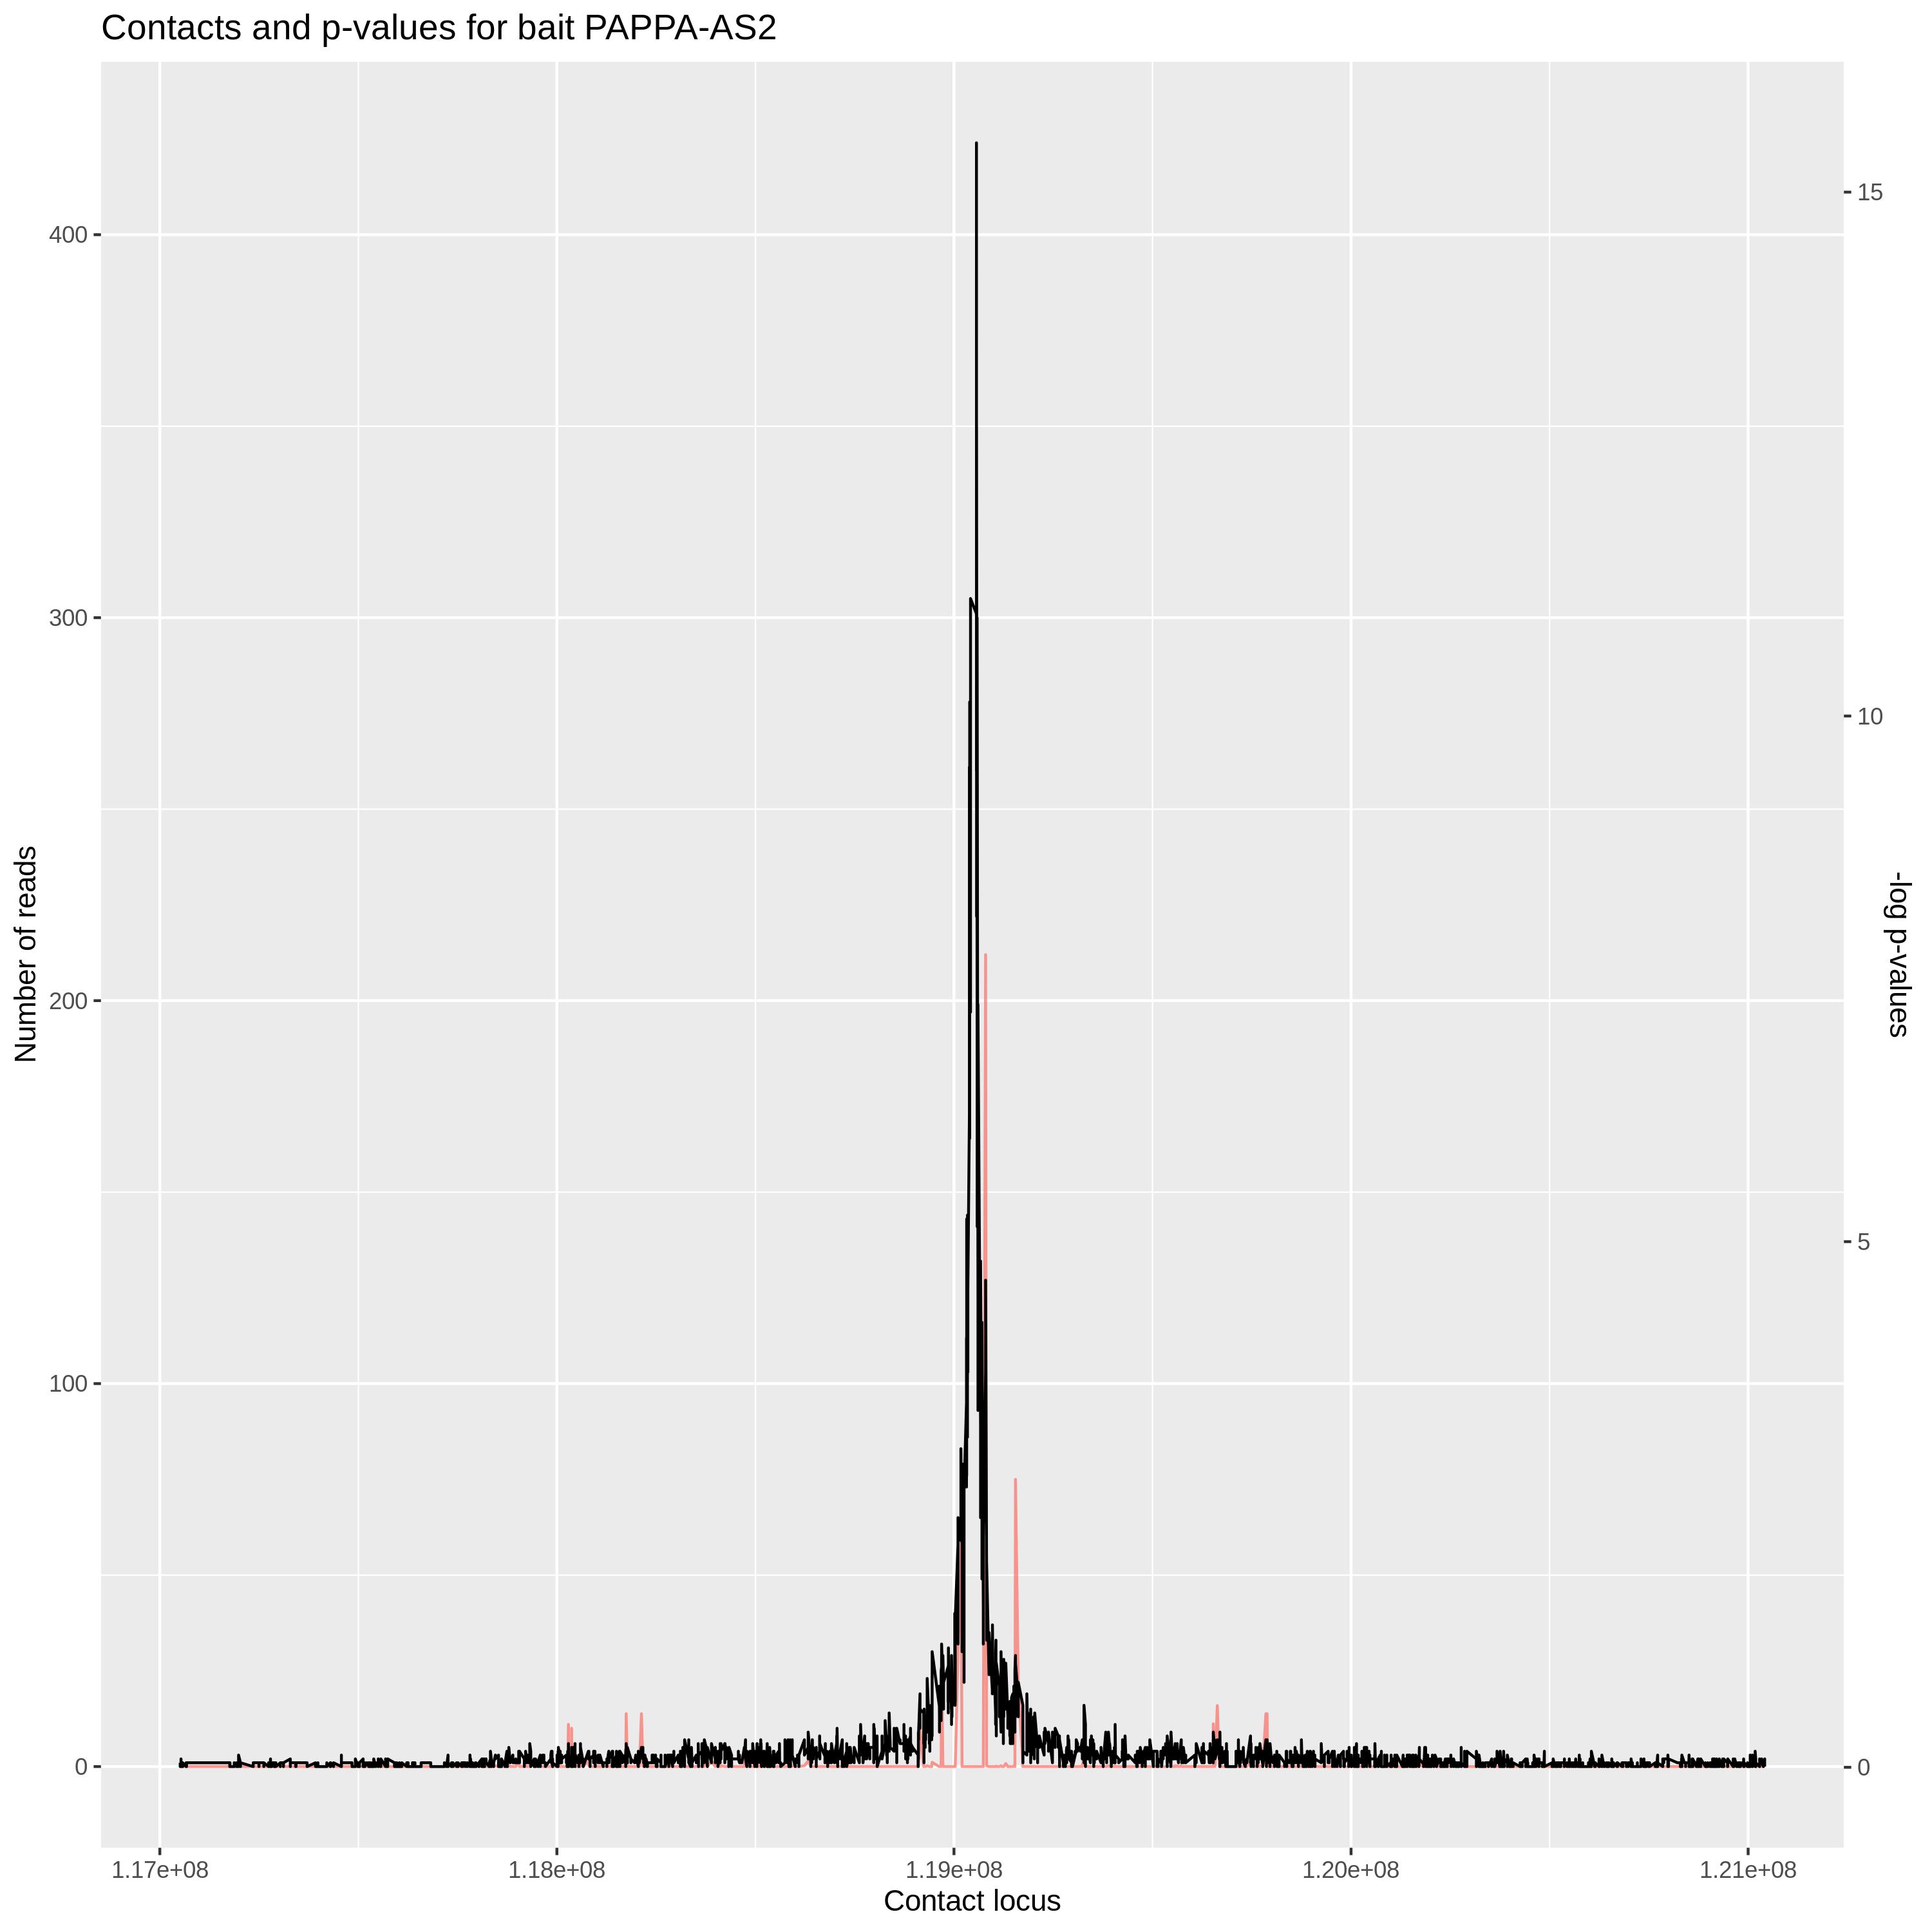 Contacts and p-values for bait PAPPA-AS2
Number of reads
400
300
200
100
0
15
10
5
0
-log p-values
1.17e+08
1.18e+08
1.19e+08
1.20e+08
1.21e+08
Contact locus